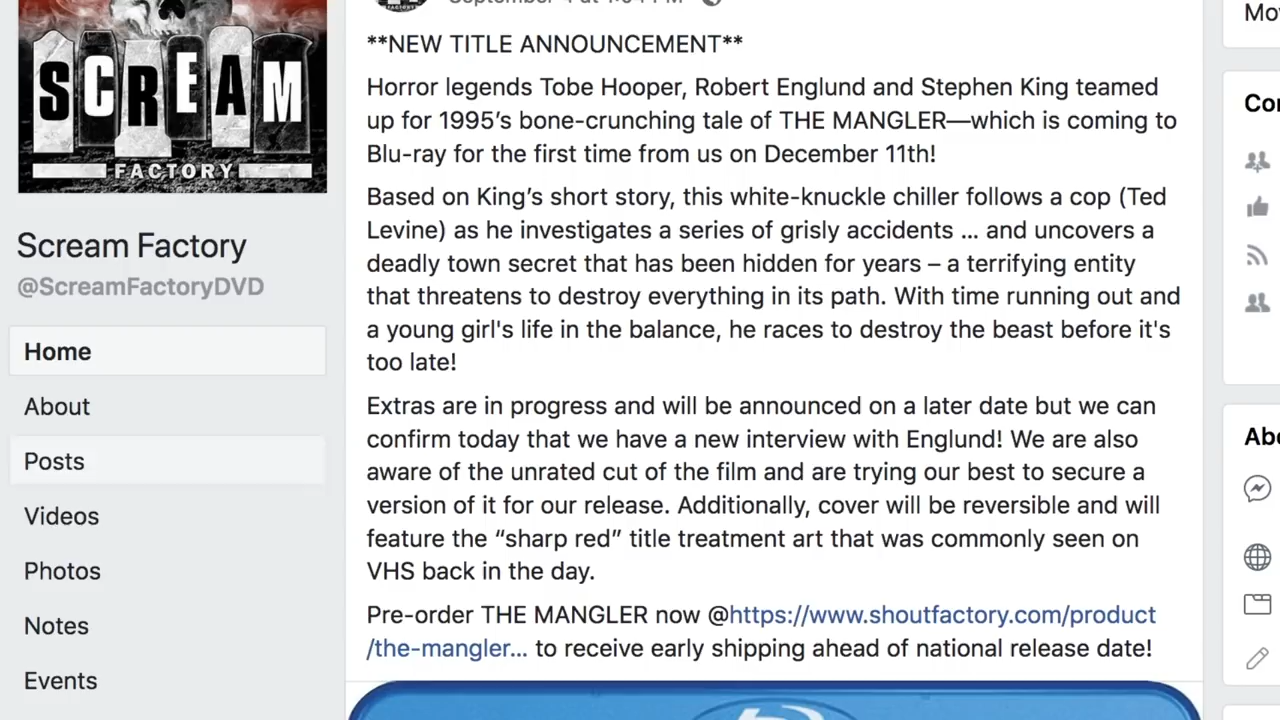 SCREAM
FACTORY
Scream Factory
@ScreamFactoryDVD
Home
About
Posts
Videos
Photos
Notes
Events
**NEW TITLE ANNOUNCEMENT**
Horror legends Tobe Hooper, Robert Englund and Stephen King teamed
up for 1995’s bone-crunching tale of THE MANGLER—which is coming to
Blu-ray for the first time from us on December 11th!
Based on King’s short story, this white-knuckle chiller follows a cop (Ted
Levine) as he investigates a series of grisly accidents ... and uncovers a
deadly town secret that has been hidden for years – a terrifying entity
that threatens to destroy everything in its path. With time running out and
a young girl's life in the balance, he races to destroy the beast before it's
too late!
Extras are in progress and will be announced on a later date but we can
confirm today that we have a new interview with Englund! We are also
aware of the unrated cut of the film and are trying our best to secure a
version of it for our release. Additionally, cover will be reversible and will
feature the “sharp red” title treatment art that was commonly seen on
VHS back in the day.
Pre-order THE MANGLER now @https://www.shoutfactory.com/product
/the-mangler... to receive early shipping ahead of national release date!